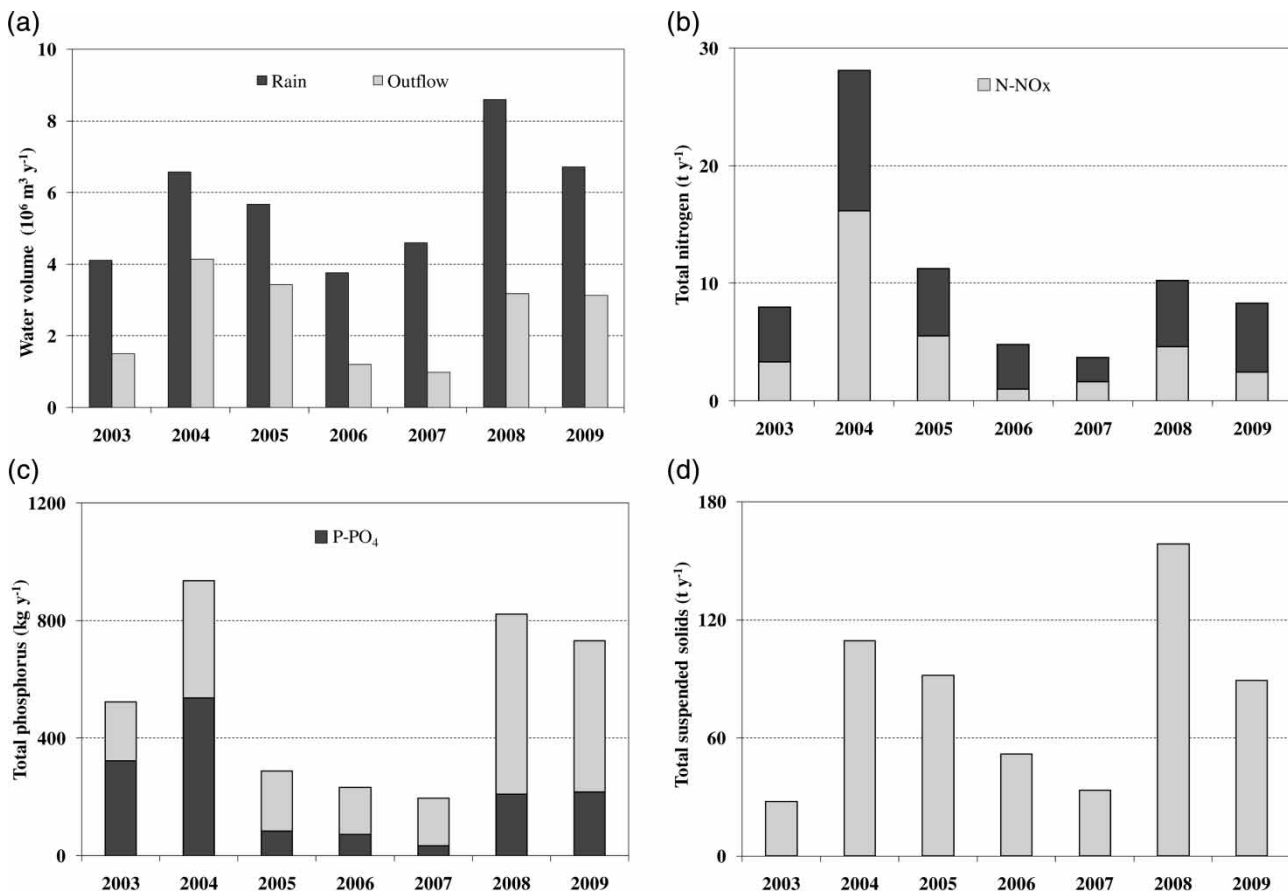 (a)
10
8
6
4
2
0
Water volume (10⁶ m³ y⁻¹)
Rain
Outflow
2003 2004 2005 2006 2007 2008 2009
(b)
30
20
10
0
Total nitrogen (t y⁻¹)
N-NOx
2003 2004 2005 2006 2007 2008 2009
(c)
1200
800
400
0
Total phosphorus (kg y⁻¹)
P-PO₄
2003 2004 2005 2006 2007 2008 2009
(d)
180
120
60
0
Total suspended solids (t y⁻¹)
2003 2004 2005 2006 2007 2008 2009